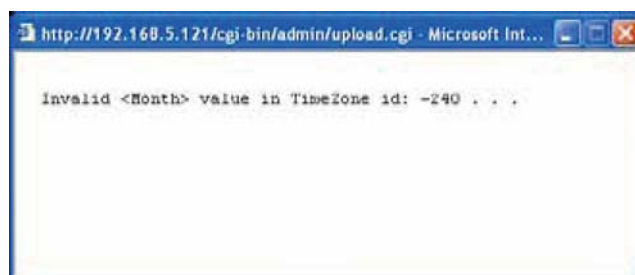 http://192.168.5.121/cgi-bin/admin/upload.cgi - Microsoft Int...
Invalid <Month> value in TimeZone id: -240 . . .